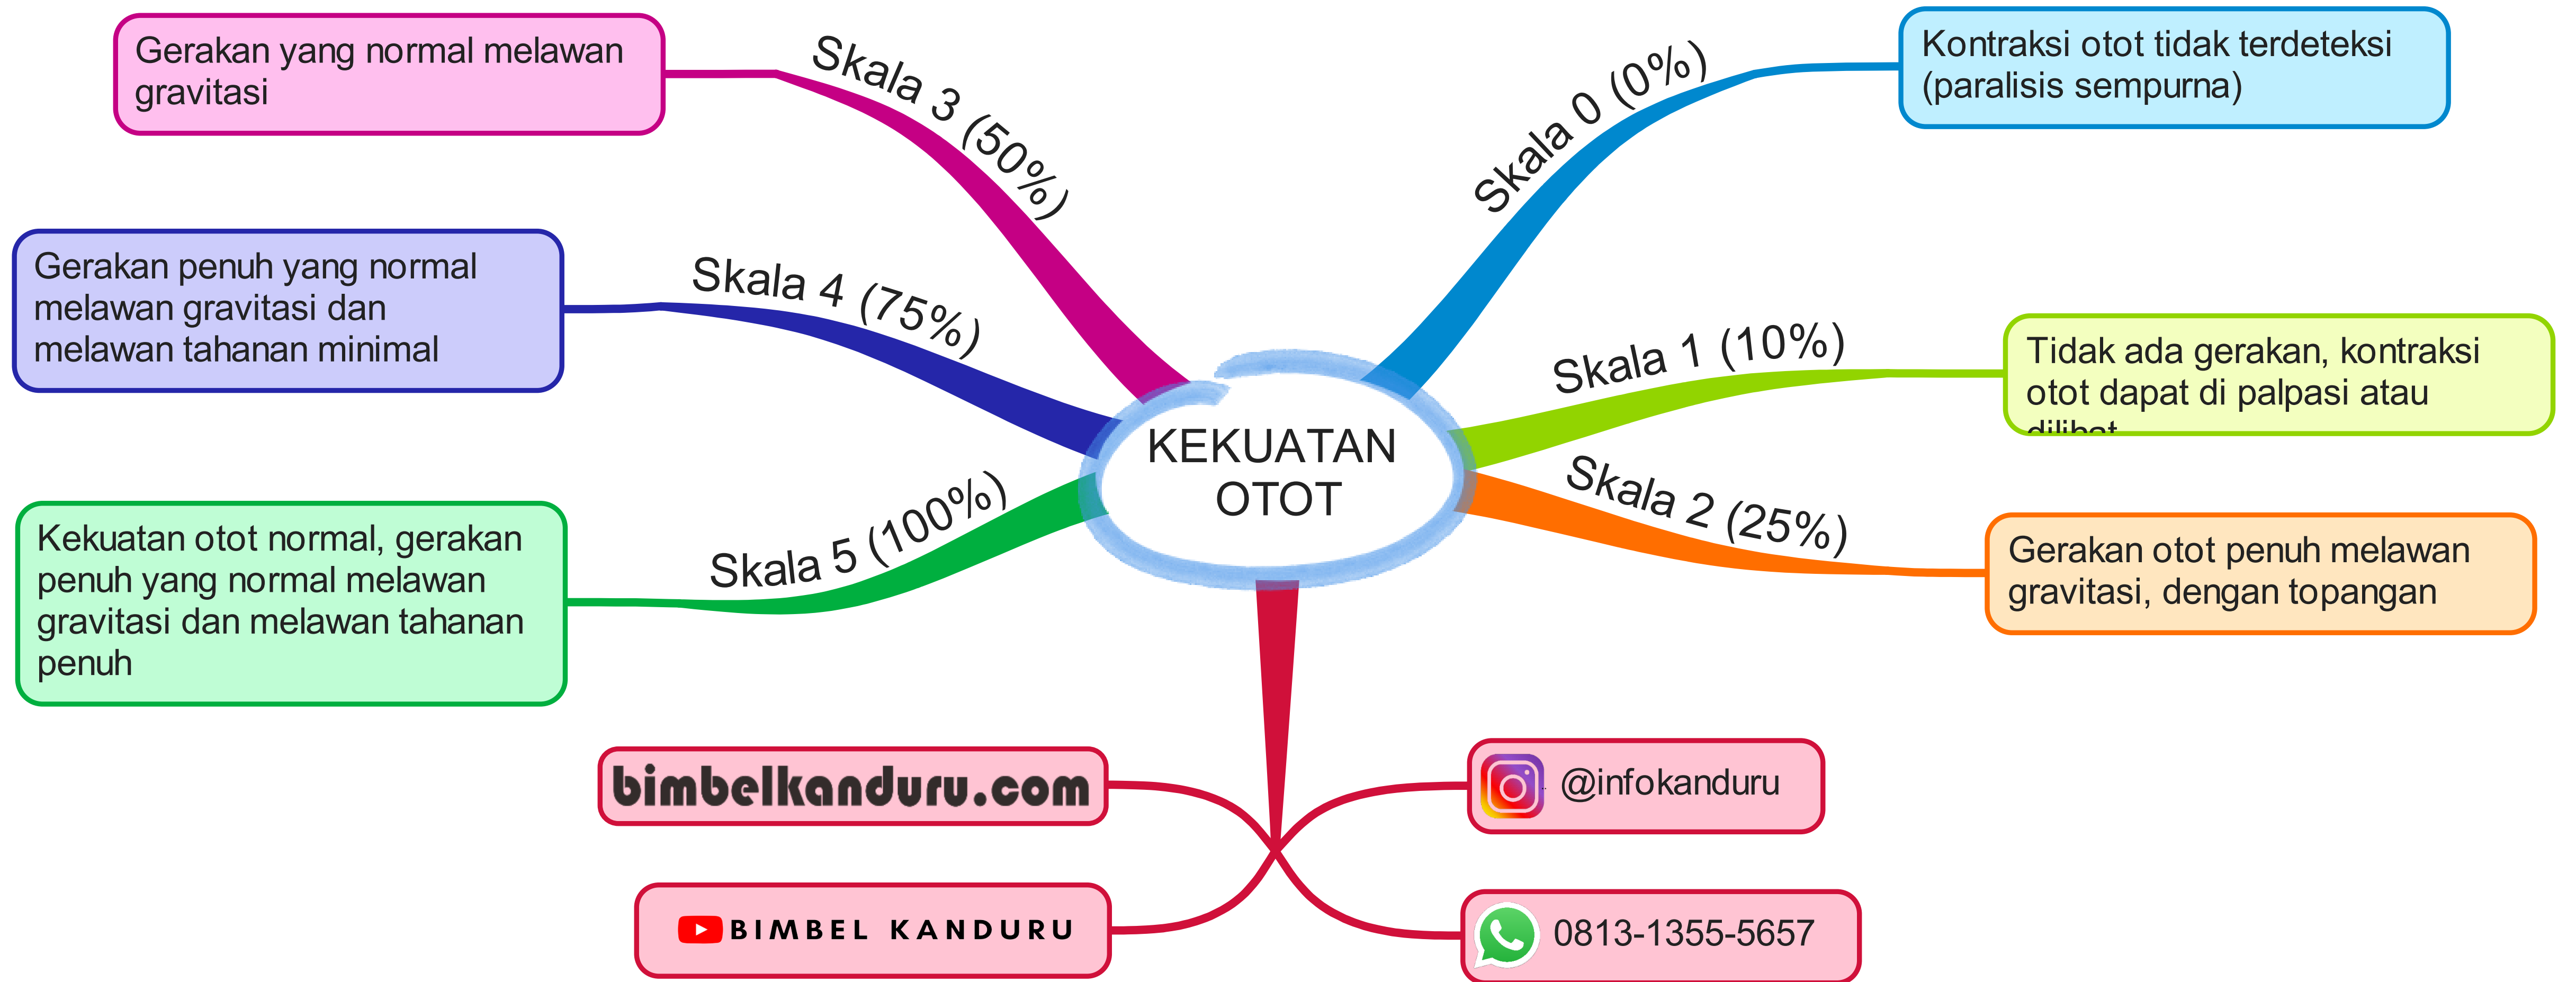 KEKUATAN
OTOT
Skala 0 (0%)
Kontraksi otot tidak terdeteksi
(paralisis sempurna)
Skala 1 (10%)
Tidak ada gerakan, kontraksi
otot dapat di palpasi atau
dilihat
Skala 2 (25%)
Gerakan otot penuh melawan
gravitasi, dengan topangan
Skala 3 (50%)
Gerakan yang normal melawan
gravitasi
Skala 4 (75%)
Gerakan penuh yang normal
melawan gravitasi dan
melawan tahanan minimal
Skala 5 (100%)
Kekuatan otot normal, gerakan
penuh yang normal melawan
gravitasi dan melawan tahanan
penuh
bimbelkanduru.com
@infokanduru
BIMBEL KANDURU
0813-1355-5657